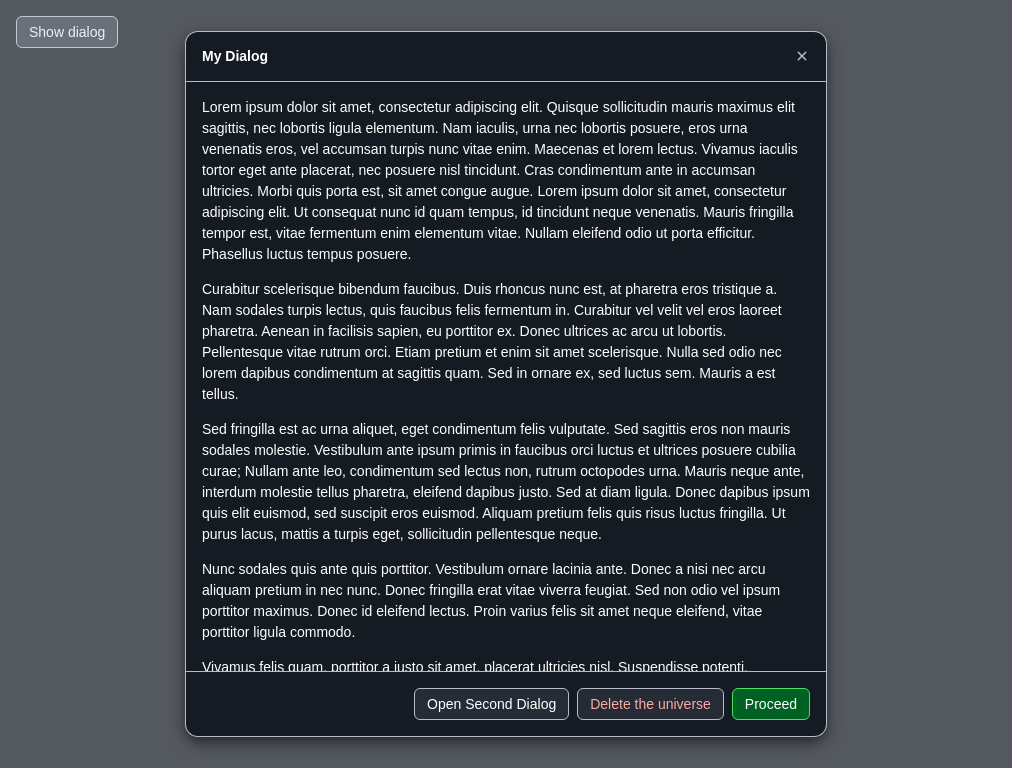 Show dialog
My Dialog
Lorem ipsum dolor sit amet, consectetur adipiscing elit. Quisque sollicitudin mauris maximus elit
sagittis, nec lobortis ligula elementum. Nam iaculis, urna nec lobortis posuere, eros urna
venenatis eros, vel accumsan turpis nunc vitae enim. Maecenas et lorem lectus. Vivamus iaculis
tortor eget ante placerat, nec posuere nisl tincidunt. Cras condimentum ante in accumsan
ultricies. Morbi quis porta est, sit amet congue augue. Lorem ipsum dolor sit amet, consectetur
adipiscing elit. Ut consequat nunc id quam tempus, id tincidunt neque venenatis. Mauris fringilla
tempor est, vitae fermentum enim elementum vitae. Nullam eleifend odio ut porta efficitur.
Phasellus luctus tempus posuere.
Curabitur scelerisque bibendum faucibus. Duis rhoncus nunc est, at pharetra eros tristique a.
Nam sodales turpis lectus, quis faucibus felis fermentum in. Curabitur vel velit vel eros laoreet
pharetra. Aenean in facilisis sapien, eu porttitor ex. Donec ultrices ac arcu ut lobortis.
Pellentesque vitae rutrum orci. Etiam pretium et enim sit amet scelerisque. Nulla sed odio nec
lorem dapibus condimentum at sagittis quam. Sed in ornare ex, sed luctus sem. Mauris a est
tellus.
Sed fringilla est ac urna aliquet, eget condimentum felis vulputate. Sed sagittis eros non mauris
sodales molestie. Vestibulum ante ipsum primis in faucibus orci luctus et ultrices posuere cubilia
curae; Nullam ante leo, condimentum sed lectus non, rutrum octopodes urna. Mauris neque ante,
interdum molestie tellus pharetra, eleifend dapibus justo. Sed at diam ligula. Donec dapibus ipsum
quis elit euismod, sed suscipit eros euismod. Aliquam pretium felis quis risus luctus fringilla. Ut
purus lacus, mattis a turpis eget, sollicitudin pellentesque neque.
Nunc sodales quis ante quis porttitor. Vestibulum ornare lacinia ante. Donec a nisi nec arcu
aliquam pretium in nec nunc. Donec fringilla erat vitae viverra feugiat. Sed non odio vel ipsum
porttitor maximus. Donec id eleifend lectus. Proin varius felis sit amet neque eleifend, vitae
porttitor ligula commodo.
Vivamus felis quam, porttitor a justo sit amet, placerat ultricies nisl. Suspendisse potenti.
Open Second Dialog
Delete the universe
Proceed